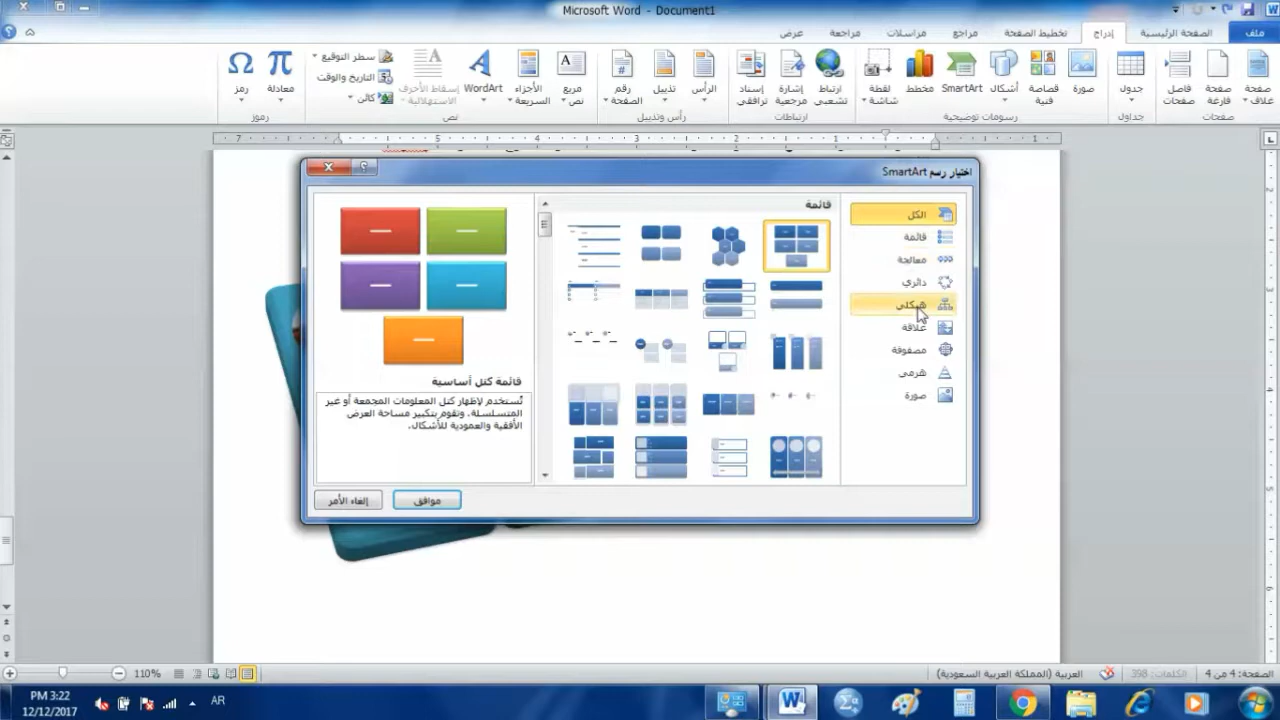 Microsoft Word - Document1
ملف
الصفحة الرئيسية
إدراج
تخطيط الصفحة
مراجع
مراسلات
مراجعة
عرض
صفحة غلاف
صفحة فارغة
فاصل صفحات
صفحات
جدول
جداول
صورة
قصاصة فنية
أشكال
SmartArt
مخطط
لقطة شاشة
رسومات توضيحية
ارتباط تشعبي
إشارة مرجعية
إسناد ترافقي
ارتباطات
الرأس
تذييل
رقم الصفحة
رأس وتذييل
مربع نص
الأجزاء السريعة
WordArt
إسقاط الأحرف الاستهلالية
سطر التوقيع
التاريخ والوقت
كائن
نص
معادلة
رمز
رموز
اختيار رسم SmartArt
الكل
قائمة
معالجة
دائري
هيكلي
علاقة
مصفوفة
هرمي
صورة
قائمة
قائمة كتل أساسية
تُستخدم لإظهار كتل المعلومات المجمعة أو غير
المتسلسلة. وتقوم بتكبير مساحة العرض
الأفقية والعمودية للأشكال.
موافق
إلغاء الأمر
الصفحة: 4 من 4
الكلمات: 398
العربية (المملكة العربية السعودية)
110%
AR
PM 3:22
12/12/2017